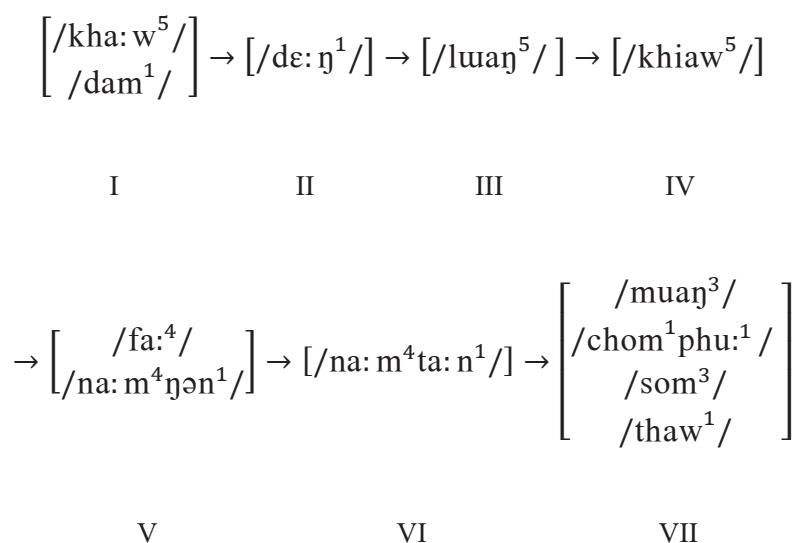 /kha: w⁵/
/dam¹/ → [/dɛ: ŋ¹/] → [/lɯaŋ⁵/ ] → [/khiaw⁵/]
I II III IV
→ /fa:⁴/
/na: m⁴ŋən¹/ → [/na: m⁴ta: n¹/] →
/muaŋ³/
/chom¹phu:¹ /
/som³/
/thaw¹/
V VI VII